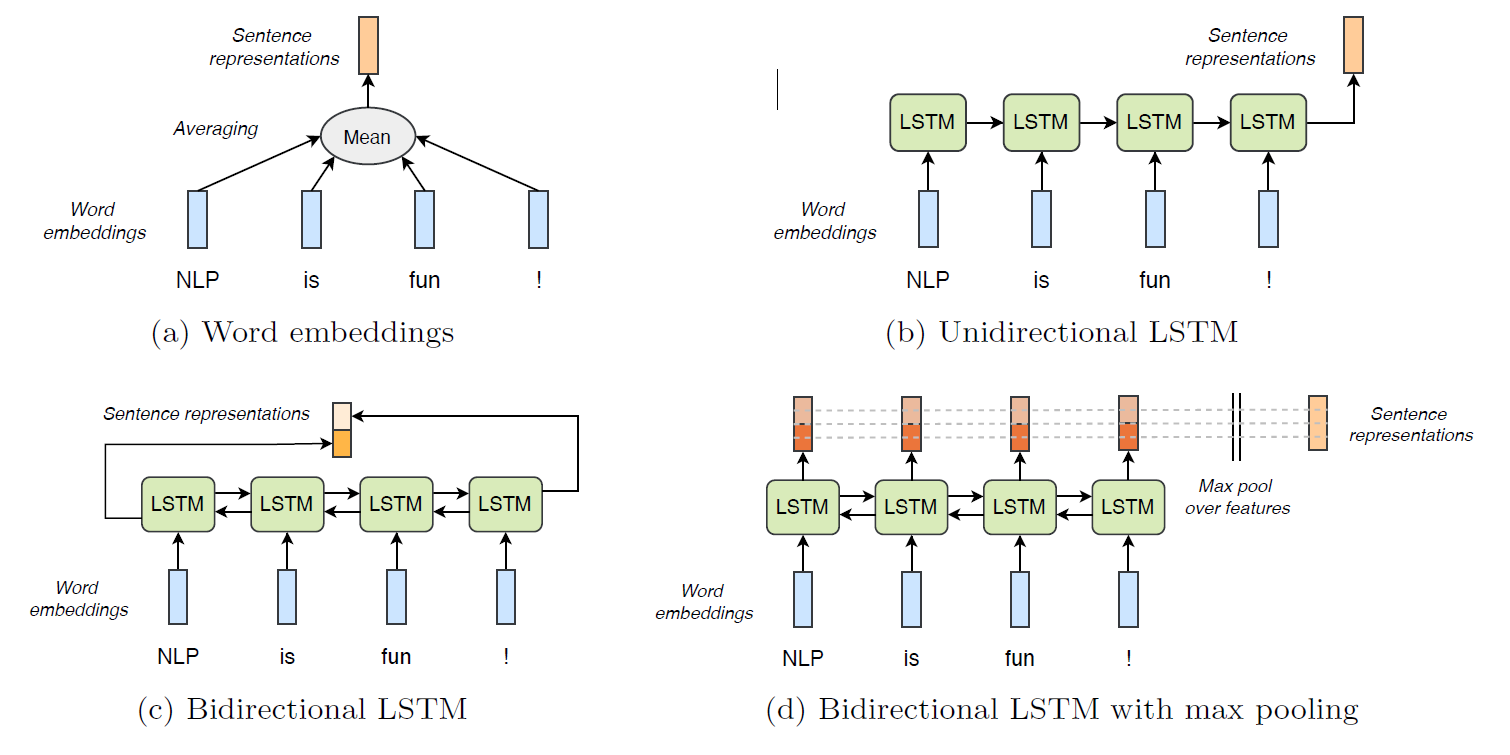 Sentence
representations
Averaging
Mean
Word
embeddings
NLP is fun !
(a) Word embeddings
Sentence
representations
LSTM LSTM LSTM LSTM
Word
embeddings
NLP is fun !
(b) Unidirectional LSTM
Sentence representations
LSTM LSTM LSTM LSTM
Word
embeddings
NLP is fun !
(c) Bidirectional LSTM
Sentence
representations
LSTM LSTM LSTM LSTM
Max pool
over features
Word
embeddings
NLP is fun !
(d) Bidirectional LSTM with max pooling